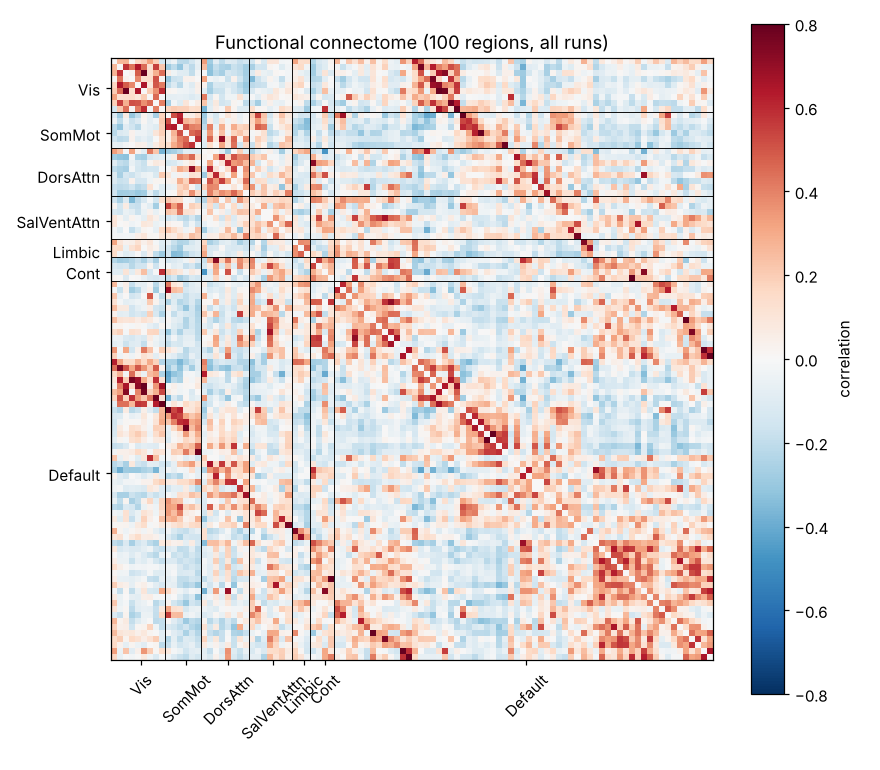 Functional connectome (100 regions, all runs)
Vis
SomMot
DorsAttn
SalVentAttn
Limbic
Cont
Default
Vis
SomMot
DorsAttn
SalVentAttn
Limbic
Cont
Default
0.8
0.6
0.4
0.2
0.0
−0.2
−0.4
−0.6
−0.8
correlation